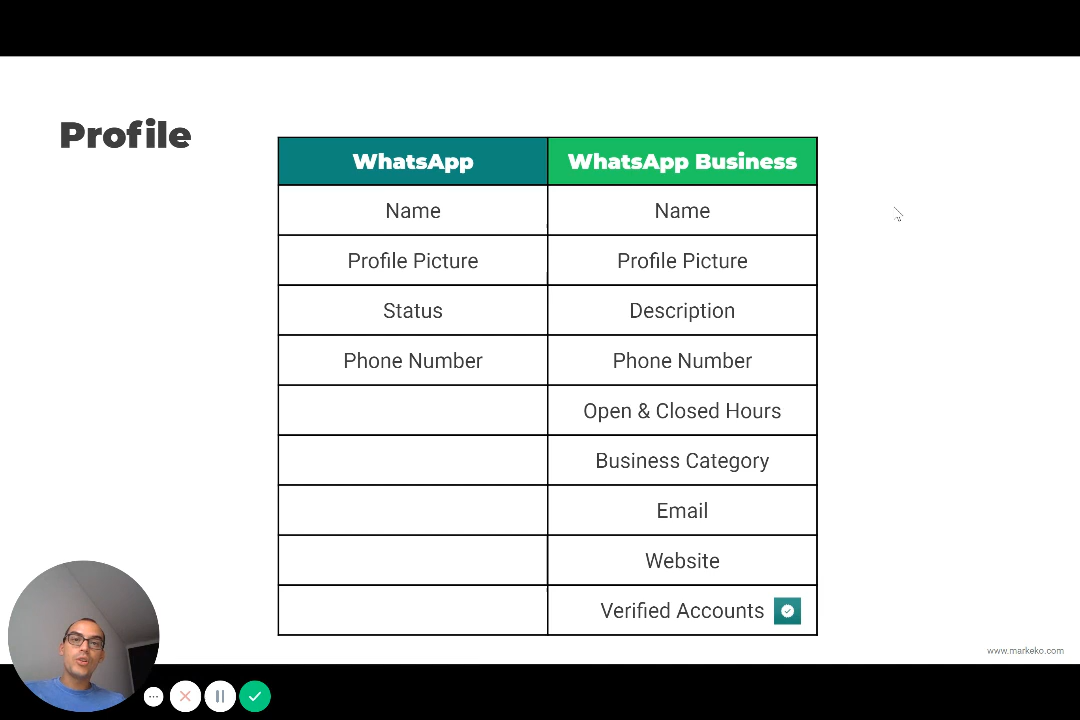 Profile
WhatsApp WhatsApp Business
Name Name
Profile Picture Profile Picture
Status Description
Phone Number Phone Number
Open & Closed Hours
Business Category
Email
Website
Verified Accounts
www.markeko.com